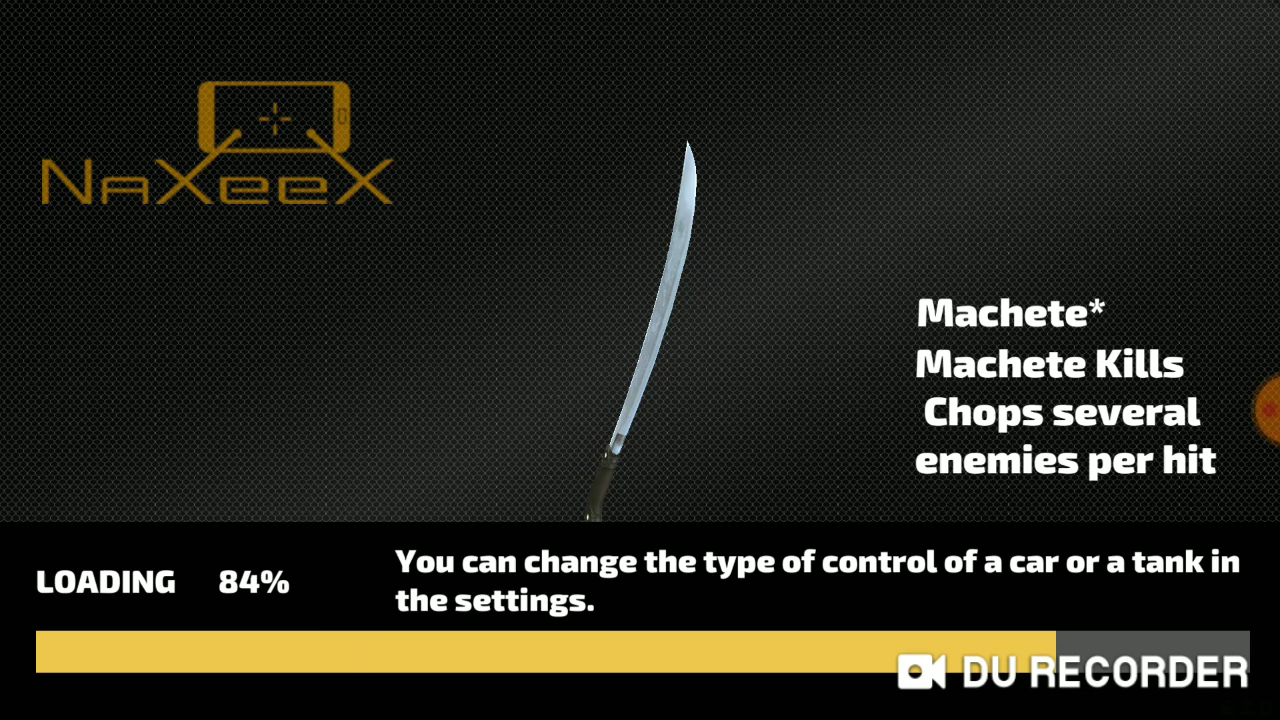 NaXeeX
Machete*
Machete Kills
Chops several
enemies per hit
LOADING 84%
You can change the type of control of a car or a tank in
the settings.
DU RECORDER